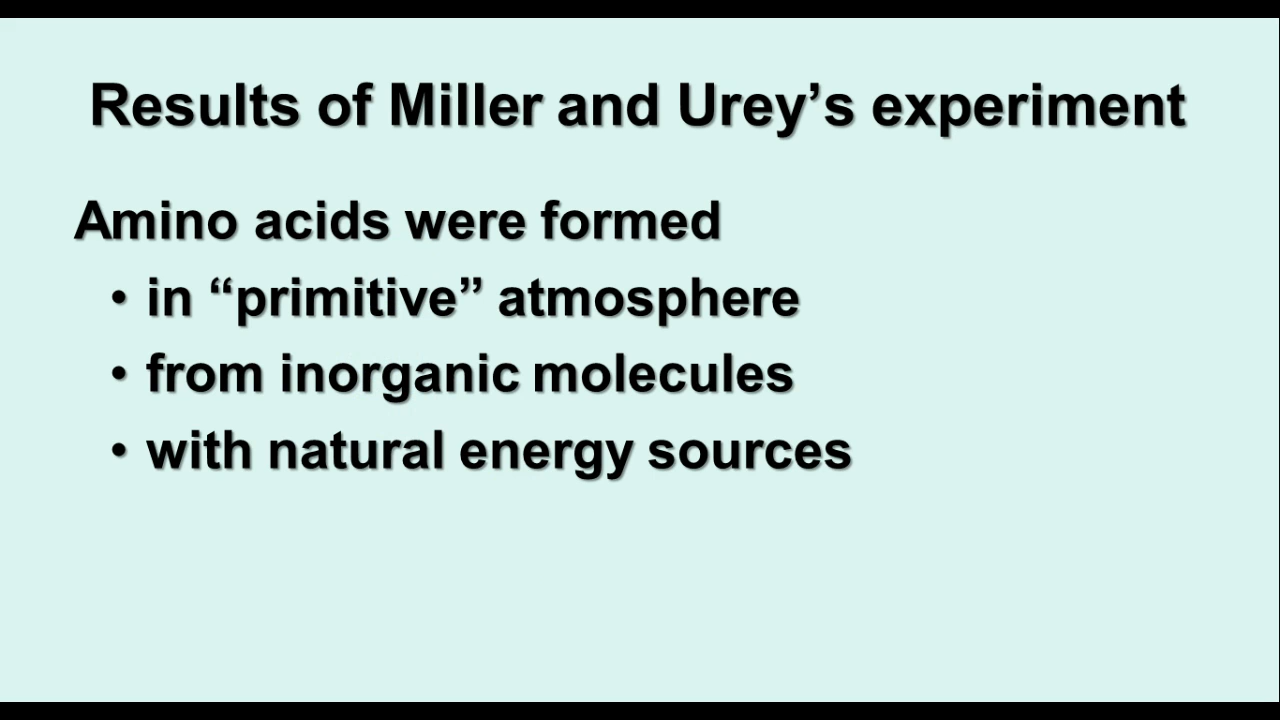 Results of Miller and Urey’s experiment
Amino acids were formed
• in “primitive” atmosphere
• from inorganic molecules
• with natural energy sources